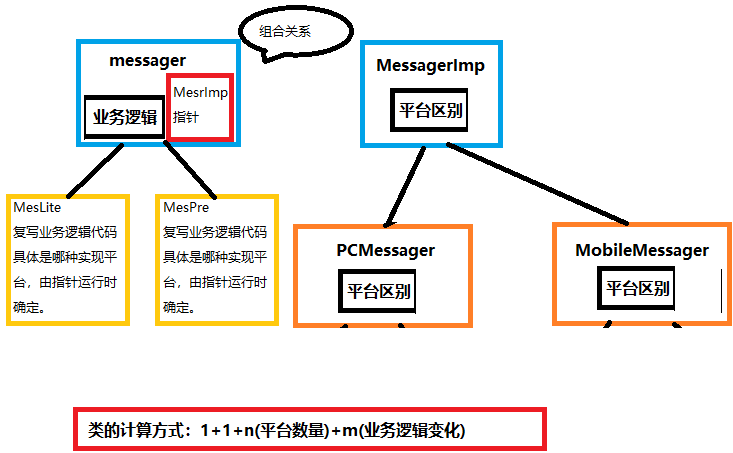 组合关系
messager
MesrImp
指针
业务逻辑
MessagerImp
平台区别
MesLite
复写业务逻辑代码
具体是哪种实现平
台，由指针运行时
确定。
MesPre
复写业务逻辑代码
具体是哪种实现平
台，由指针运行时
确定。
PCMessager
平台区别
MobileMessager
平台区别
类的计算方式：1+1+n(平台数量)+m(业务逻辑变化)